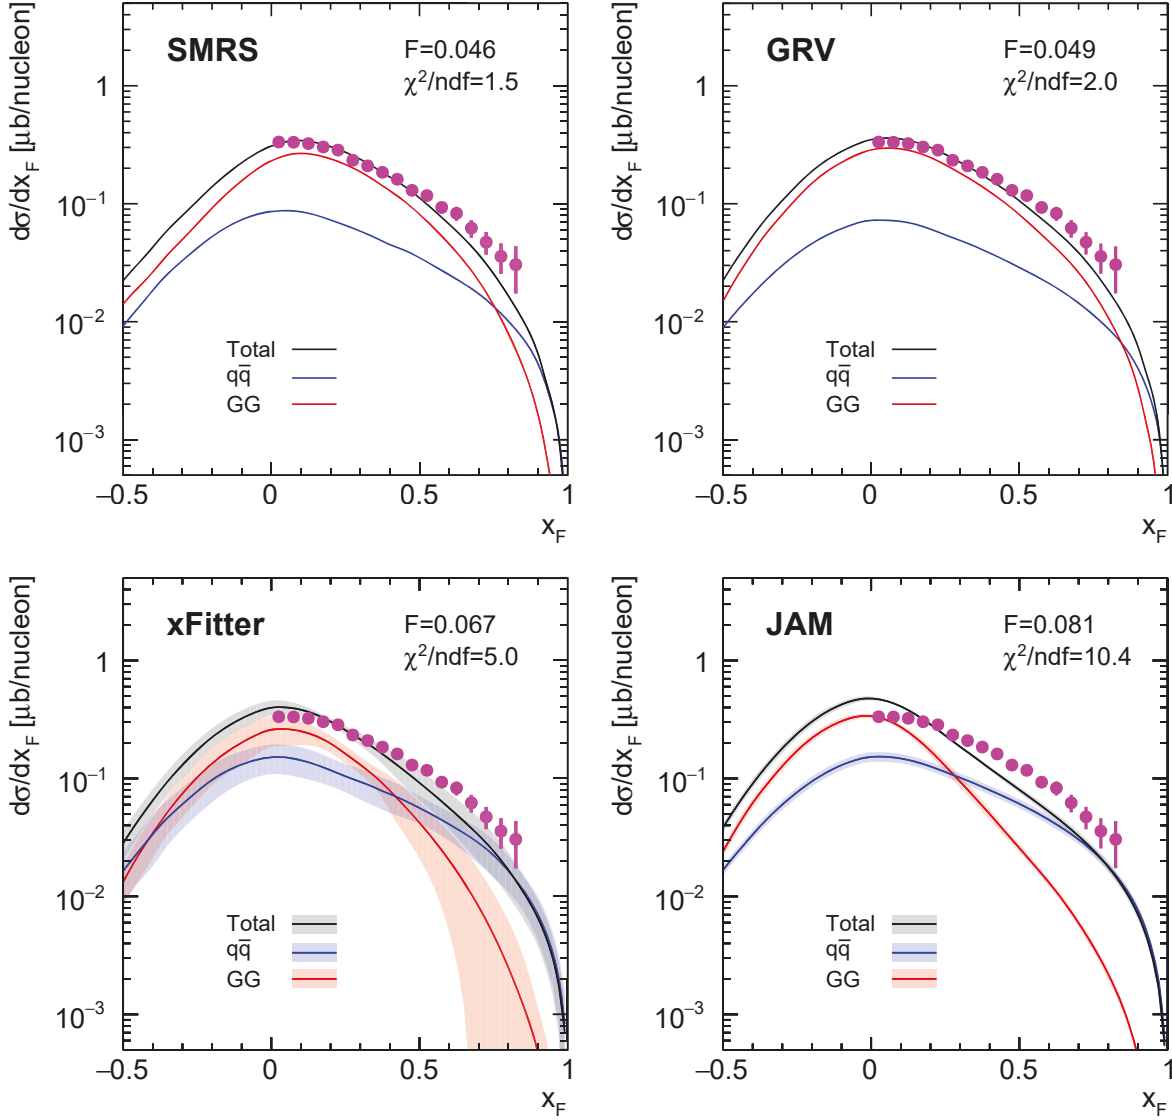 SMRS
F=0.046
χ²/ndf=1.5
dσ/dx_F [μb/nucleon]
1
10⁻¹
10⁻²
10⁻³
Total
qq̅
GG
−0.5 0 0.5 1
x_F
GRV
F=0.049
χ²/ndf=2.0
dσ/dx_F [μb/nucleon]
1
10⁻¹
10⁻²
10⁻³
Total
qq̅
GG
−0.5 0 0.5 1
x_F
xFitter
F=0.067
χ²/ndf=5.0
dσ/dx_F [μb/nucleon]
1
10⁻¹
10⁻²
10⁻³
Total
qq̅
GG
−0.5 0 0.5 1
x_F
JAM
F=0.081
χ²/ndf=10.4
dσ/dx_F [μb/nucleon]
1
10⁻¹
10⁻²
10⁻³
Total
qq̅
GG
−0.5 0 0.5 1
x_F